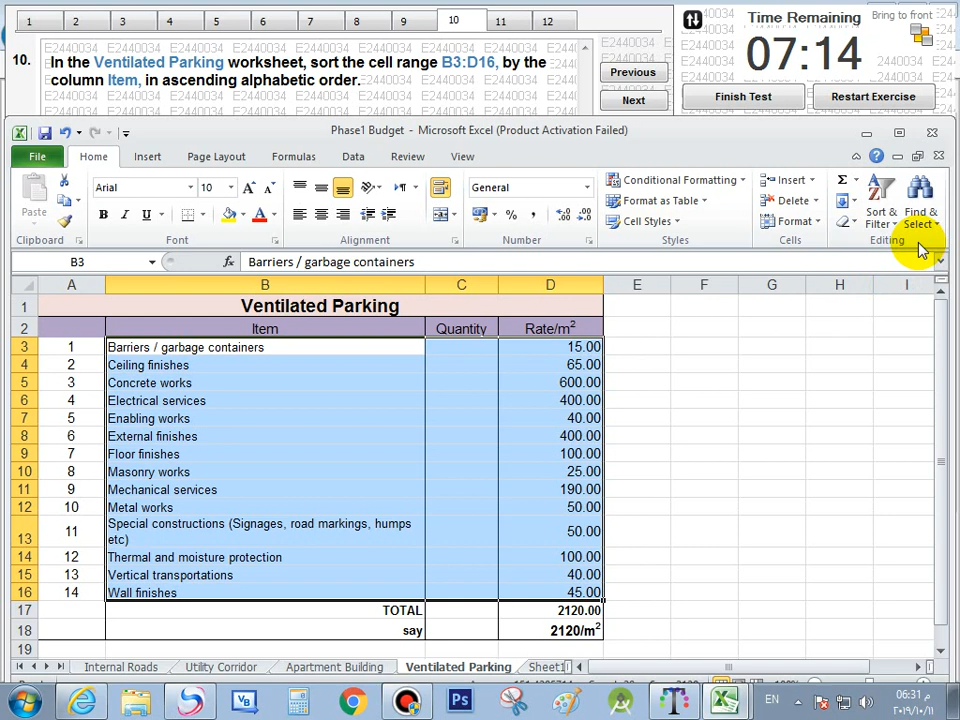 1 2 3 4 5 6 7 8 9 10 11 12
10. In the Ventilated Parking worksheet, sort the cell range B3:D16, by the
column Item, in ascending alphabetic order.
Previous
Next
Time Remaining
Bring to front
07:14
Finish Test Restart Exercise
E2440034
Phase1 Budget - Microsoft Excel (Product Activation Failed)
File Home Insert Page Layout Formulas Data Review View
Paste
Arial 10
B I U A
General
% ,
Conditional Formatting
Format as Table
Cell Styles
Insert
Delete
Format
Sort &
Filter
Find &
Select
Clipboard Font Alignment Number Styles Cells Editing
B3 fx Barriers / garbage containers
A B C D E F G H I
1 Ventilated Parking
2 Item Quantity Rate/m²
3 1 Barriers / garbage containers 15.00
4 2 Ceiling finishes 65.00
5 3 Concrete works 600.00
6 4 Electrical services 400.00
7 5 Enabling works 40.00
8 6 External finishes 400.00
9 7 Floor finishes 100.00
10 8 Masonry works 25.00
11 9 Mechanical services 190.00
12 10 Metal works 50.00
13 11 Special constructions (Signages, road markings, humps
etc) 50.00
14 12 Thermal and moisture protection 100.00
15 13 Vertical transportations 40.00
16 14 Wall finishes 45.00
17 TOTAL 2120.00
18 say 2120/m²
19
Internal Roads Utility Corridor Apartment Building Ventilated Parking Sheet1
EN
06:31 م
٢٠١٩/١٠/١١